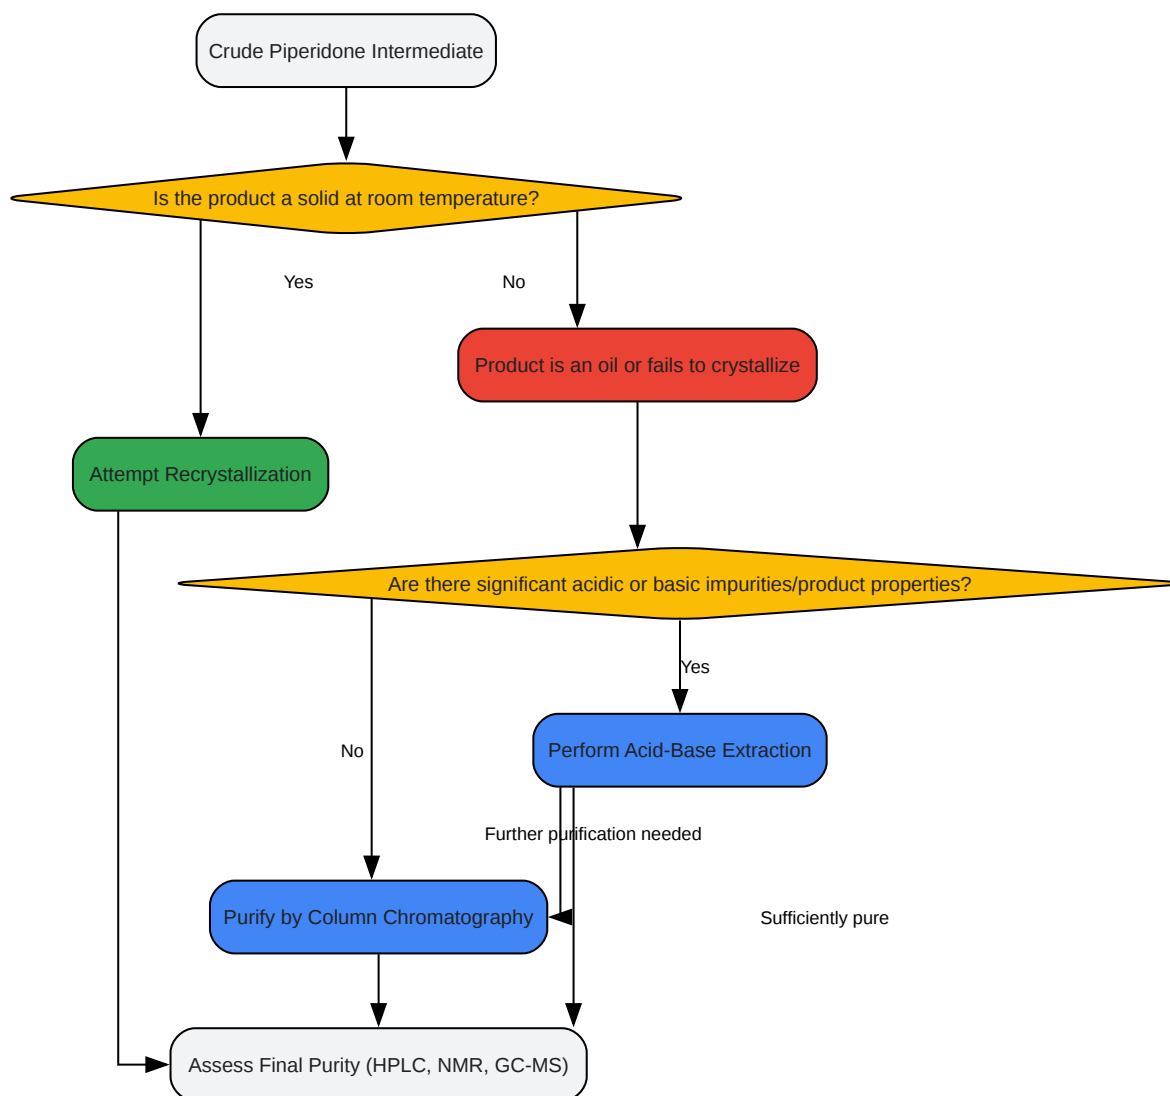 Crude Piperidone Intermediate
Is the product a solid at room temperature?
Yes
No
Product is an oil or fails to crystallize
Attempt Recrystallization
Are there significant acidic or basic impurities/product properties?
Yes
No
Perform Acid-Base Extraction
Further purification needed
Purify by Column Chromatography
Sufficiently pure
Assess Final Purity (HPLC, NMR, GC-MS)